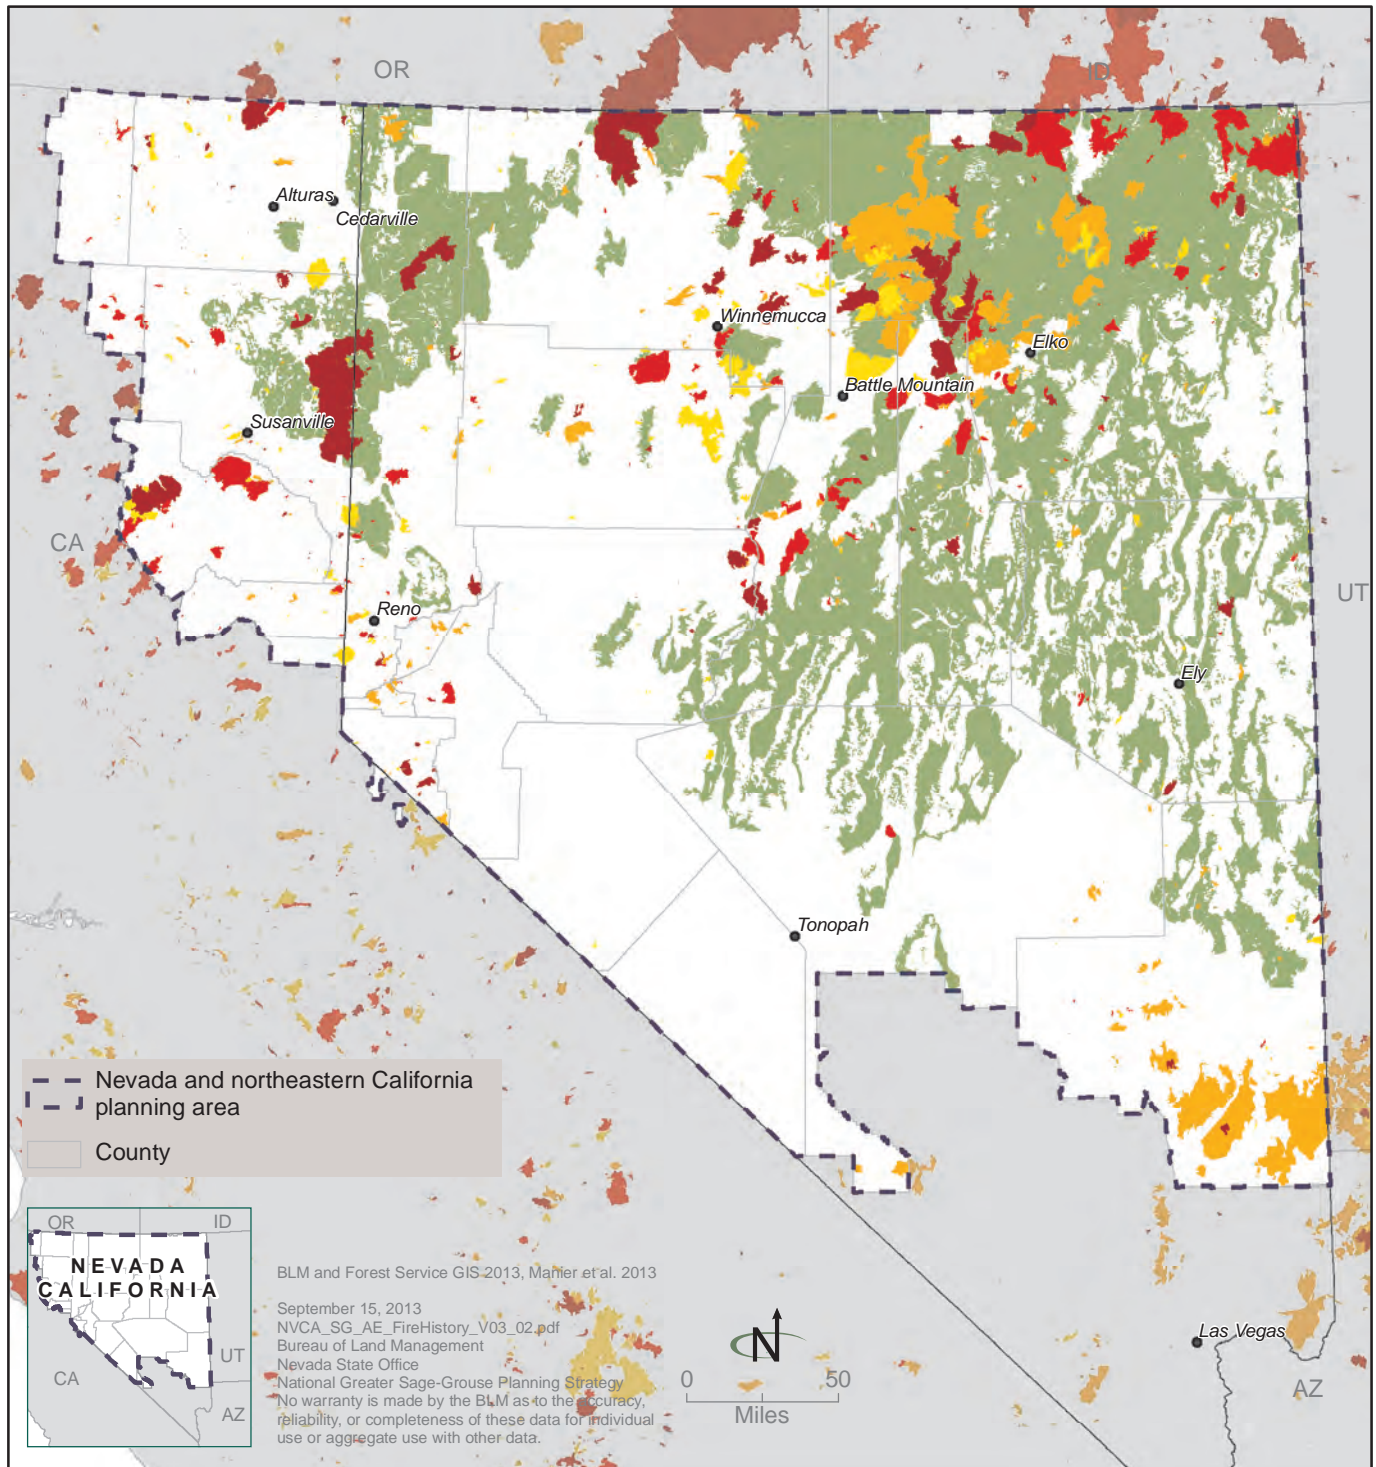 OR
ID
Alturas
Cedarville
Winnemucca
Elko
Battle Mountain
Susanville
CA
UT
Reno
Ely
Tonopah
Nevada and northeastern California
planning area
County
OR
ID
NEVADA
CALIFORNIA
UT
CA
AZ
BLM and Forest Service GIS 2013, Manier et al. 2013
September 15, 2013
NVCA_SG_AE_FireHistory_V03_02.pdf
Bureau of Land Management
Nevada State Office
National Greater Sage-Grouse Planning Strategy
No warranty is made by the BLM as to the accuracy,
reliability, or completeness of these data for individual
use or aggregate use with other data.
N
0 50
Miles
Las Vegas
AZ